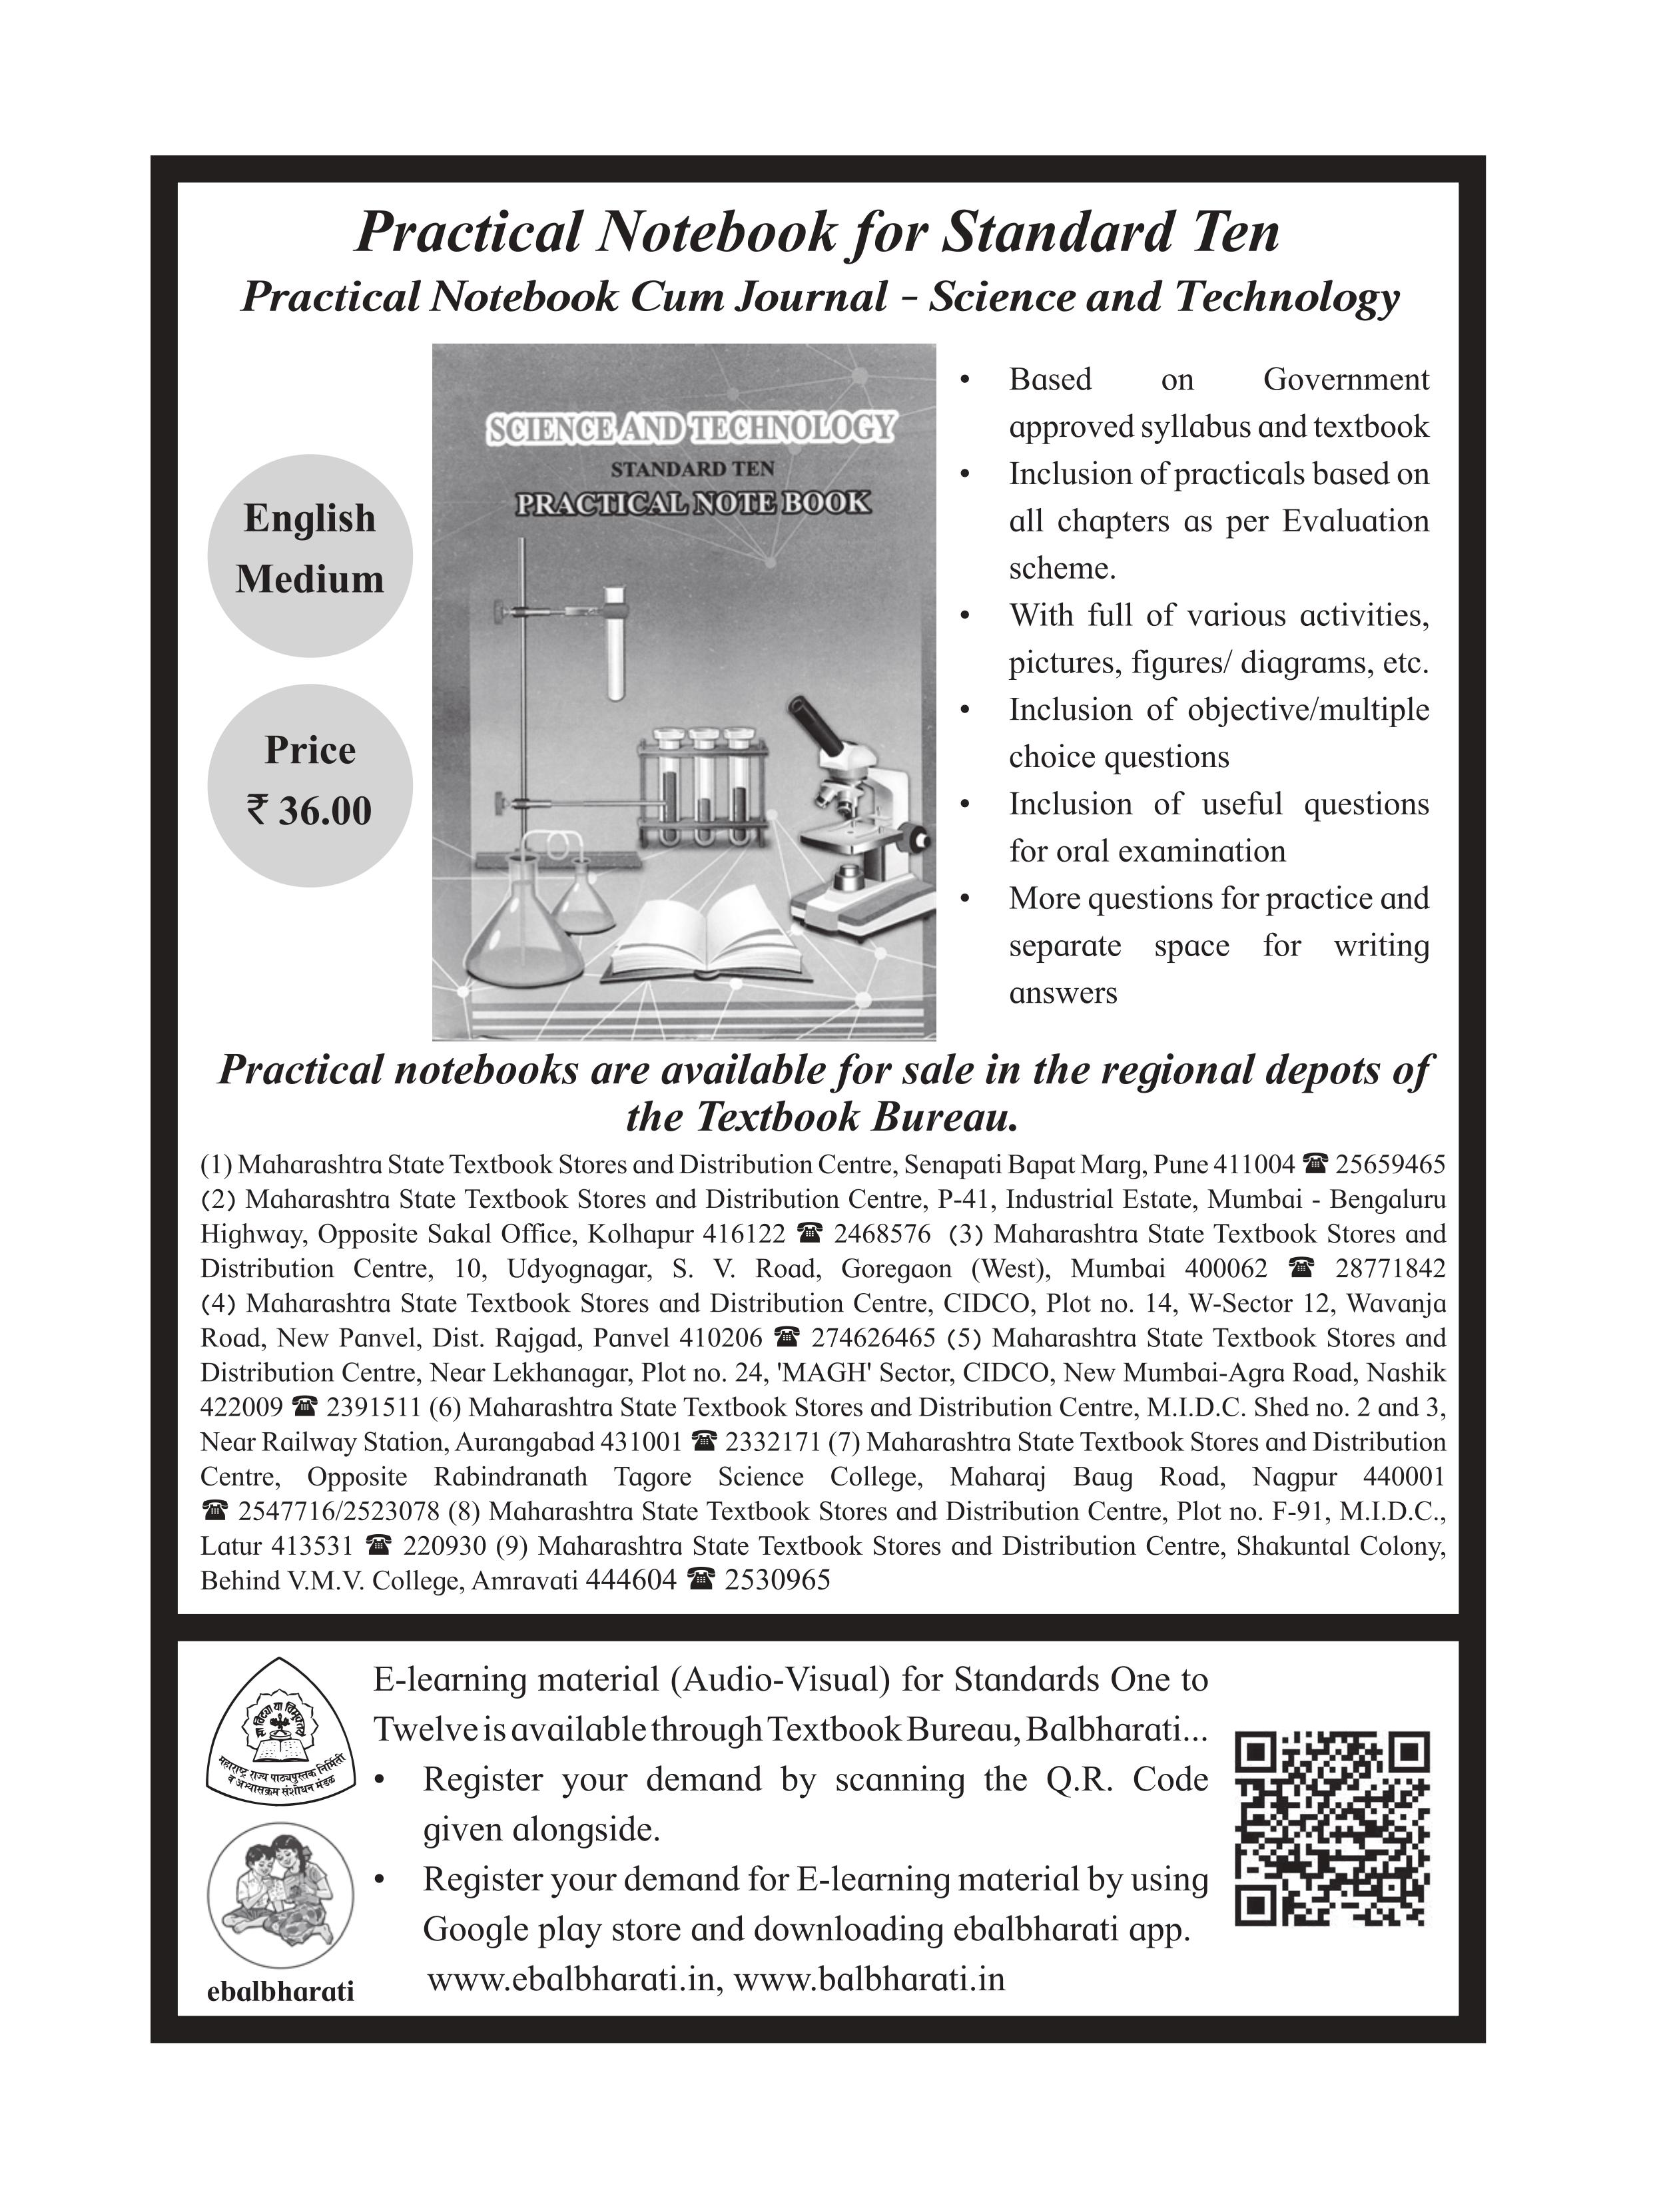 Practical Notebook for Standard Ten
Practical Notebook Cum Journal - Science and Technology
English
Medium
Price
₹ 36.00
SCIENCE AND TECHNOLOGY
STANDARD TEN
PRACTICAL NOTE BOOK
• Based on Government
approved syllabus and textbook
• Inclusion of practicals based on
all chapters as per Evaluation
scheme.
• With full of various activities,
pictures, figures/ diagrams, etc.
• Inclusion of objective/multiple
choice questions
• Inclusion of useful questions
for oral examination
• More questions for practice and
separate space for writing
answers
Practical notebooks are available for sale in the regional depots of
the Textbook Bureau.
(1) Maharashtra State Textbook Stores and Distribution Centre, Senapati Bapat Marg, Pune 411004 ☎ 25659465
(2) Maharashtra State Textbook Stores and Distribution Centre, P-41, Industrial Estate, Mumbai - Bengaluru
Highway, Opposite Sakal Office, Kolhapur 416122 ☎ 2468576 (3) Maharashtra State Textbook Stores and
Distribution Centre, 10, Udyognagar, S. V. Road, Goregaon (West), Mumbai 400062 ☎ 28771842
(4) Maharashtra State Textbook Stores and Distribution Centre, CIDCO, Plot no. 14, W-Sector 12, Wavanja
Road, New Panvel, Dist. Rajgad, Panvel 410206 ☎ 274626465 (5) Maharashtra State Textbook Stores and
Distribution Centre, Near Lekhanagar, Plot no. 24, 'MAGH' Sector, CIDCO, New Mumbai-Agra Road, Nashik
422009 ☎ 2391511 (6) Maharashtra State Textbook Stores and Distribution Centre, M.I.D.C. Shed no. 2 and 3,
Near Railway Station, Aurangabad 431001 ☎ 2332171 (7) Maharashtra State Textbook Stores and Distribution
Centre, Opposite Rabindranath Tagore Science College, Maharaj Baug Road, Nagpur 440001
☎ 2547716/2523078 (8) Maharashtra State Textbook Stores and Distribution Centre, Plot no. F-91, M.I.D.C.,
Latur 413531 ☎ 220930 (9) Maharashtra State Textbook Stores and Distribution Centre, Shakuntal Colony,
Behind V.M.V. College, Amravati 444604 ☎ 2530965
सा विद्या या विमुक्तये
महाराष्ट्र राज्य पाठ्यपुस्तक निर्मिती
व अभ्यासक्रम संशोधन मंडळ
ebalbharati
E-learning material (Audio-Visual) for Standards One to
Twelve is available through Textbook Bureau, Balbharati...
• Register your demand by scanning the Q.R. Code
given alongside.
• Register your demand for E-learning material by using
Google play store and downloading ebalbharati app.
www.ebalbharati.in, www.balbharati.in